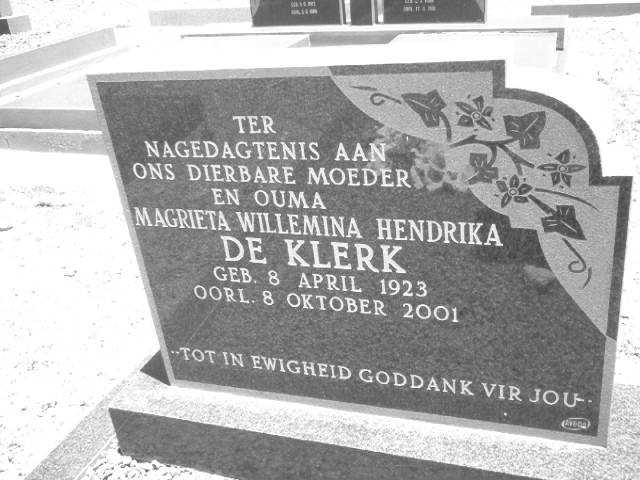 TER
NAGEDAGTENIS AAN
ONS DIERBARE MOEDER
EN OUMA
MAGRIETA WILLEMINA HENDRIKA
DE KLERK
GEB. 8 APRIL 1923
OORL. 8 OKTOBER 2001
··TOT IN EWIGHEID GODDANK VIR JOU··
AVBOB